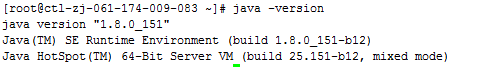 [root@ctl-zj-061-174-009-083 ~]# java -version
java version "1.8.0_151"
Java(TM) SE Runtime Environment (build 1.8.0_151-b12)
Java HotSpot(TM) 64-Bit Server VM (build 25.151-b12, mixed mode)